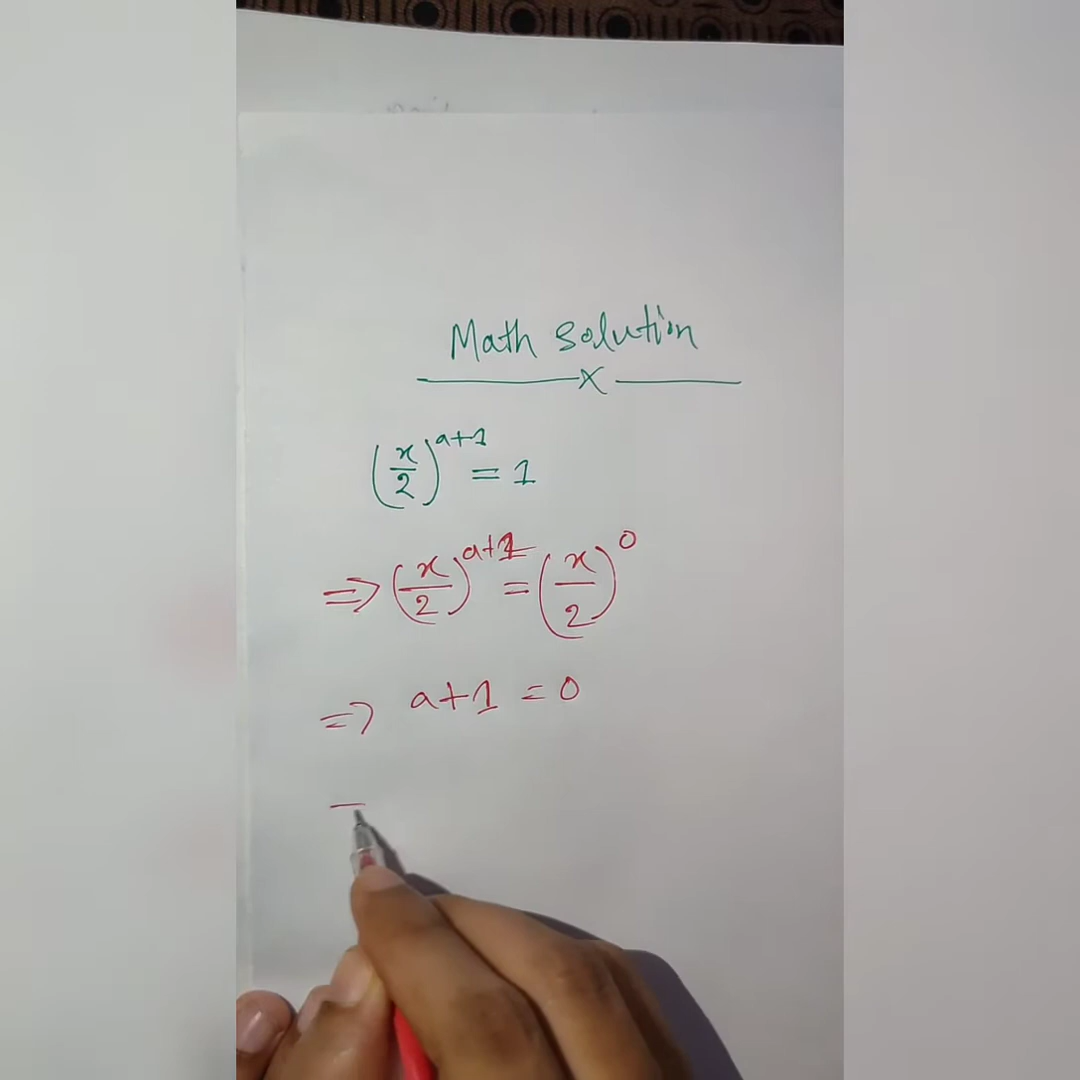 Math solution
x
(x/2)^(a+1) = 1
=> (x/2)^(a+1) = (x/2)^0
=> a+1 = 0